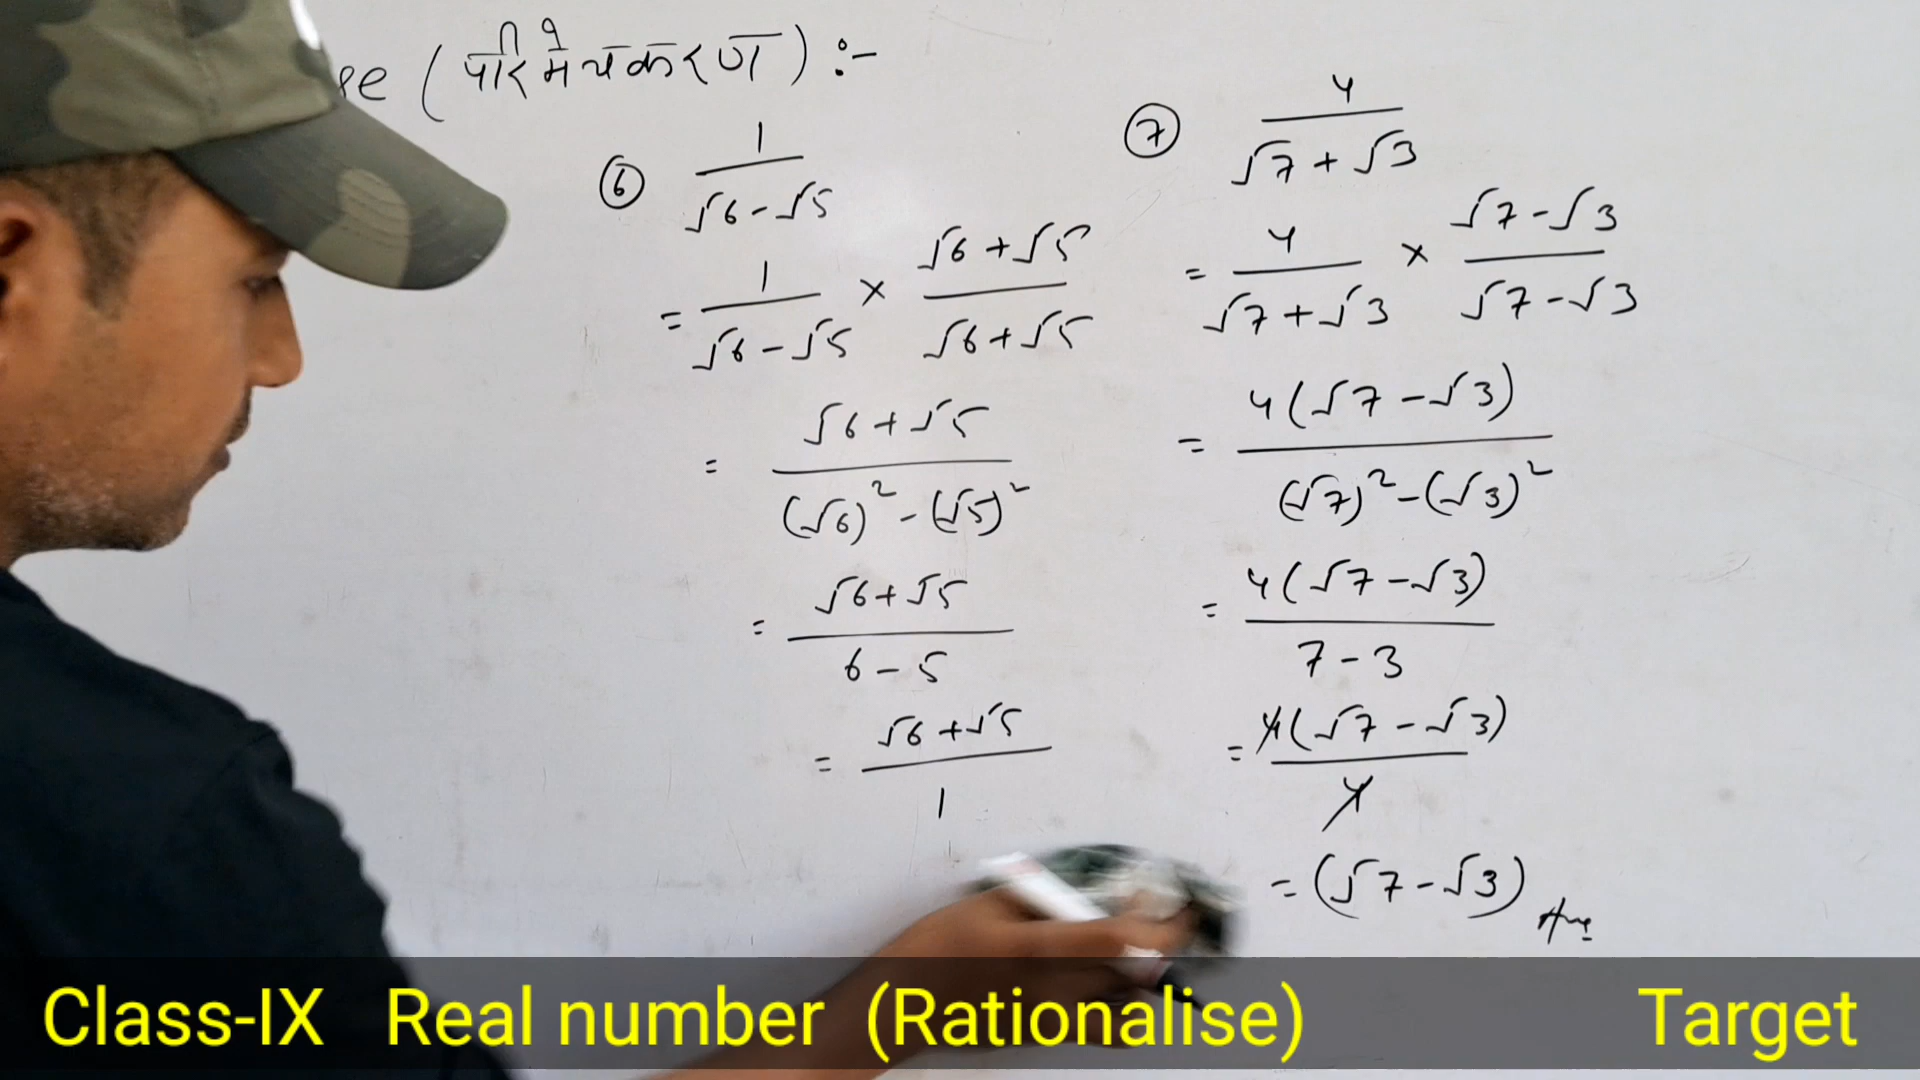 se (परिमेयकरण) :-
⑥ 1/(√6 - √5)
= 1/(√6 - √5) × (√6 + √5)/(√6 + √5)
= (√6 + √5)/((√6)² - (√5)²)
= (√6 + √5)/(6 - 5)
= (√6 + √5)/1
⑦ 4/(√7 + √3)
= 4/(√7 + √3) × (√7 - √3)/(√7 - √3)
= 4(√7 - √3)/((√7)² - (√3)²)
= 4(√7 - √3)/(7 - 3)
= 4(√7 - √3)/4
= (√7 - √3) Ans
Class-IX Real number (Rationalise) Target